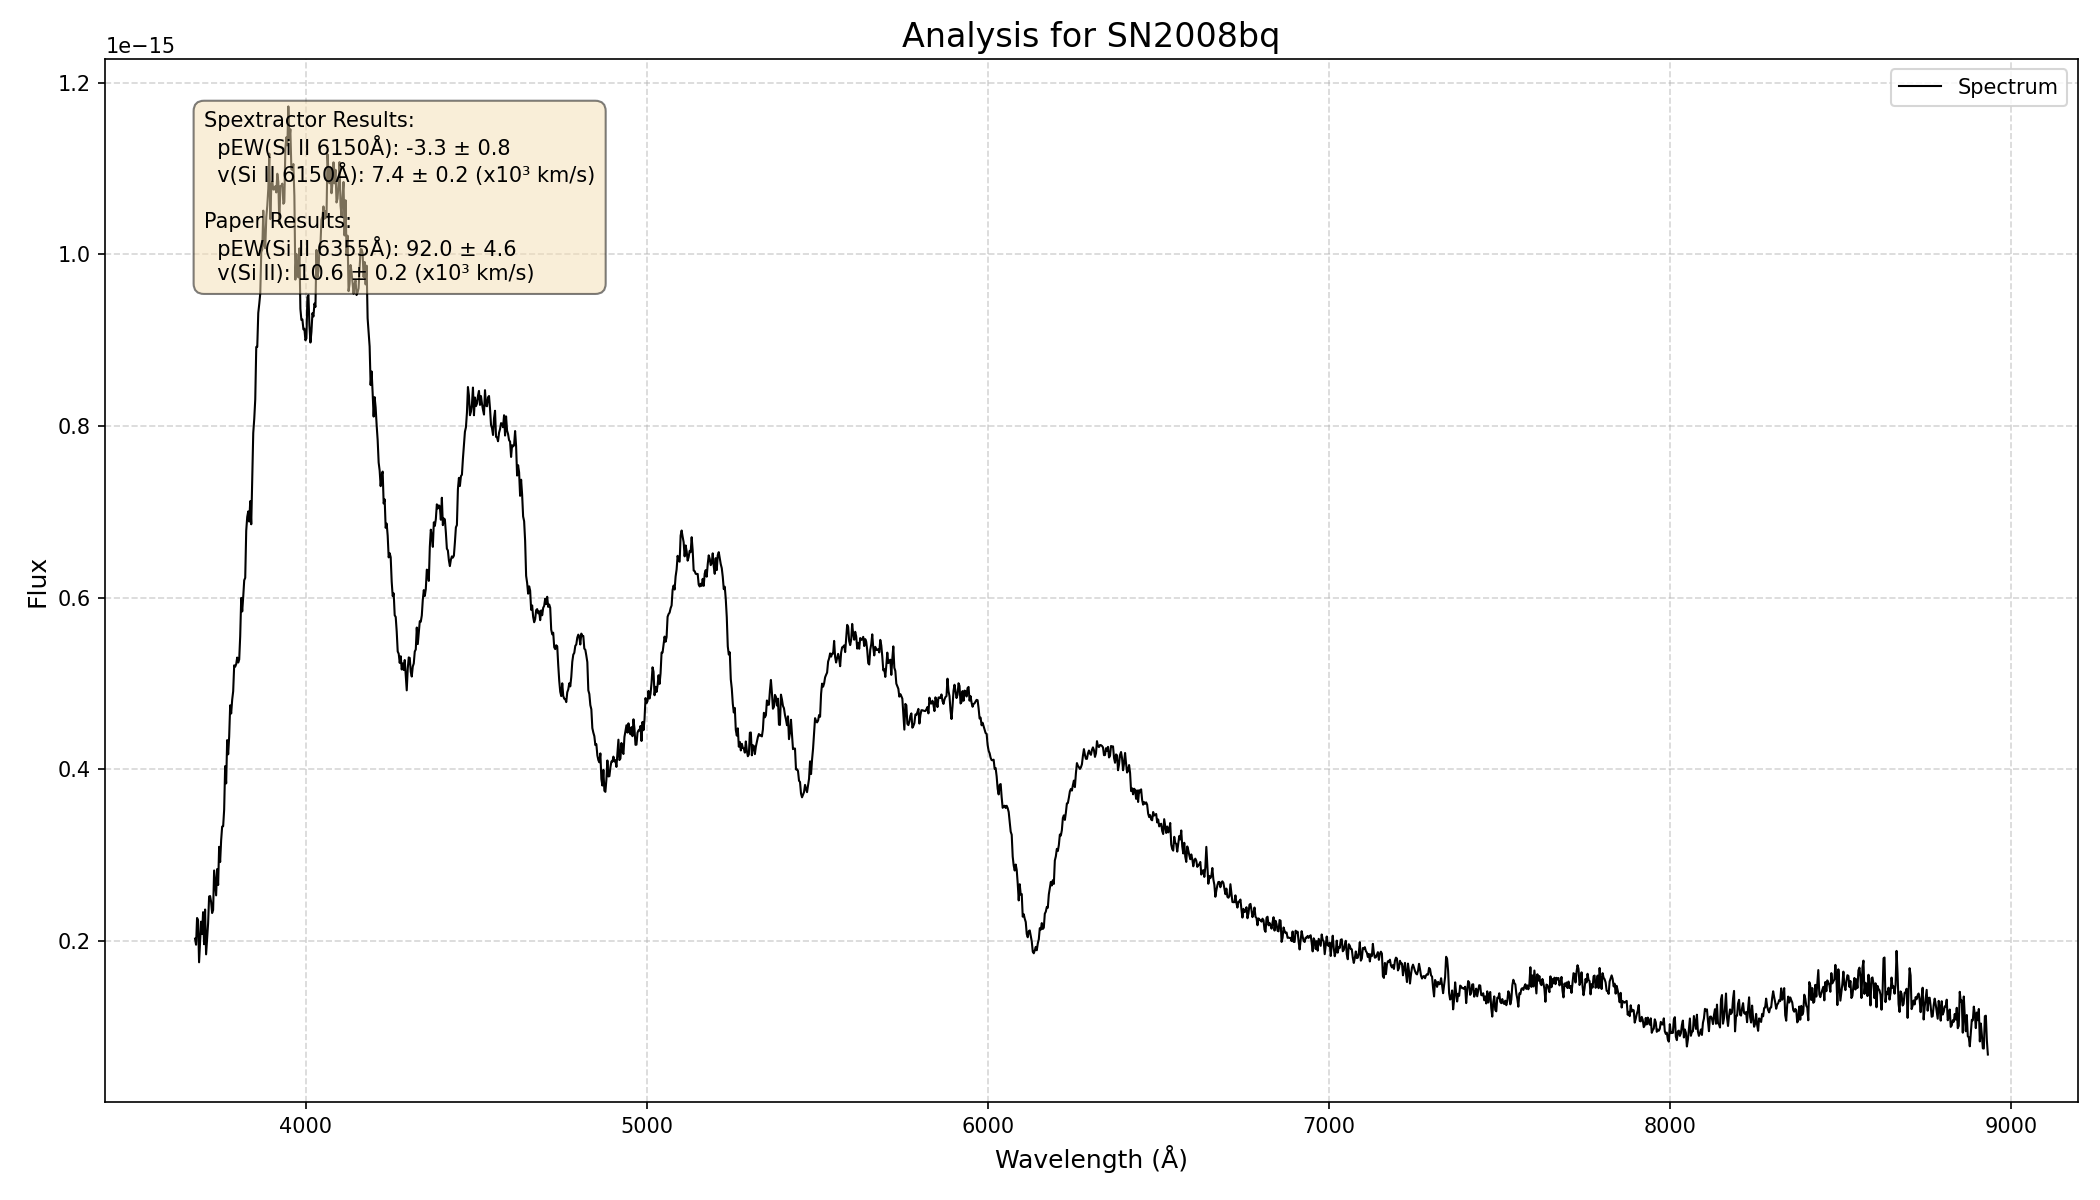 Analysis for SN2008bq
1e−15
Spectrum
Spextractor Results:
pEW(Si II 6150Å): -3.3 ± 0.8
v(Si II 6150Å): 7.4 ± 0.2 (x10³ km/s)
Paper Results:
pEW(Si II 6355Å): 92.0 ± 4.6
v(Si II): 10.6 ± 0.2 (x10³ km/s)
1.2
1.0
0.8
0.6
0.4
0.2
Flux
4000 5000 6000 7000 8000 9000
Wavelength (Å)